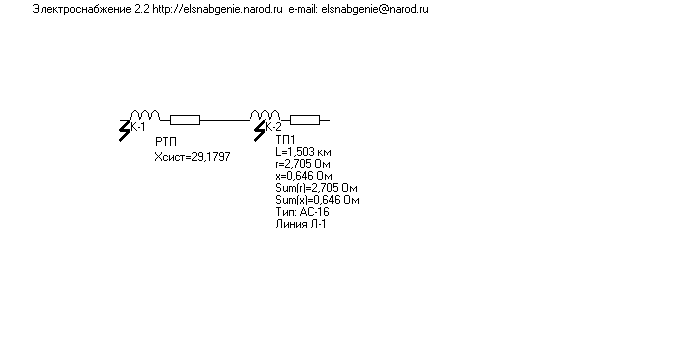 Электроснабжение 2.2 http://elsnabgenie.narod.ru e-mail: elsnabgenie@narod.ru
К-1
К-2
РТП
Хсист=29,1797
ТП1
L=1,503 км
r=2,705 Ом
x=0,646 Ом
Sum(r)=2,705 Ом
Sum(x)=0,646 Ом
Тип: АС-16
Линия Л-1